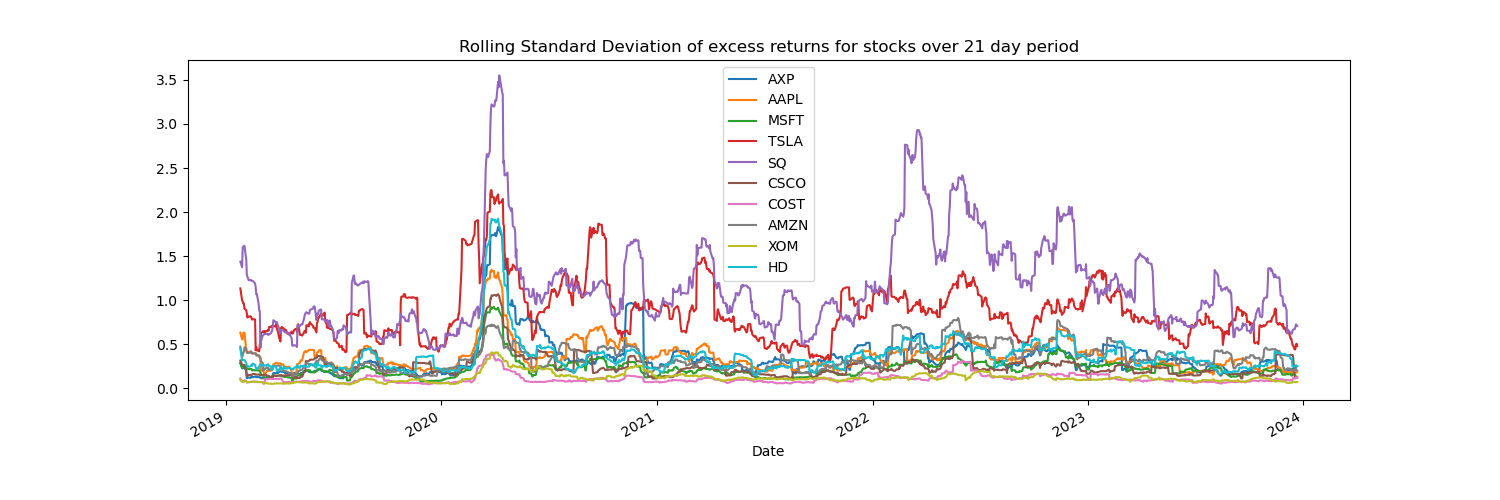 Rolling Standard Deviation of excess returns for stocks over 21 day period
3.5
3.0
2.5
2.0
1.5
1.0
0.5
0.0
AXP
AAPL
MSFT
TSLA
SQ
CSCO
COST
AMZN
XOM
HD
2019
2020
2021
2022
2023
2024
Date